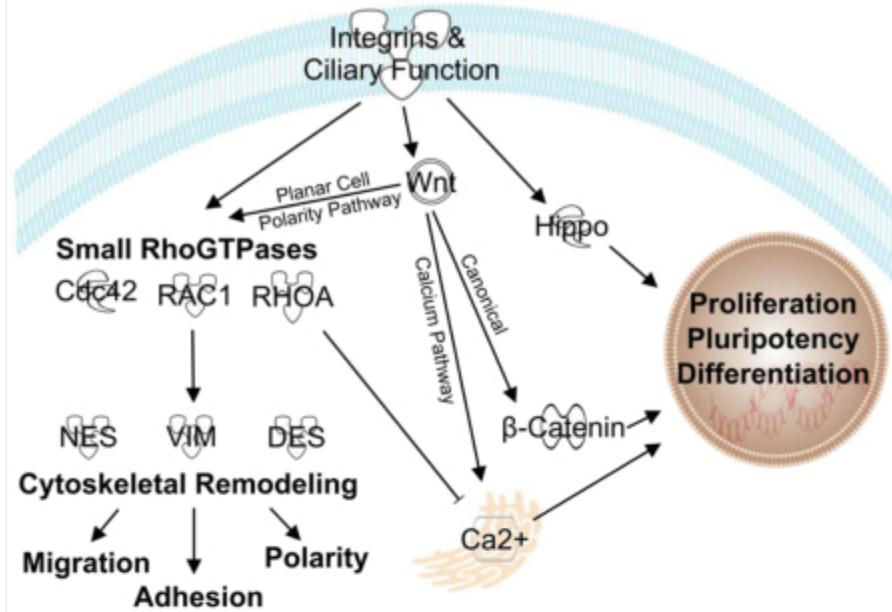 Integrins &
Ciliary Function
Wnt
Planar Cell
Polarity Pathway
Hippo
Small RhoGTPases
Cdc42 RAC1 RHOA
Calcium Pathway
Canonical
Proliferation
Pluripotency
Differentiation
NES VIM DES
β-Catenin
Cytoskeletal Remodeling
Ca2+
Migration
Polarity
Adhesion